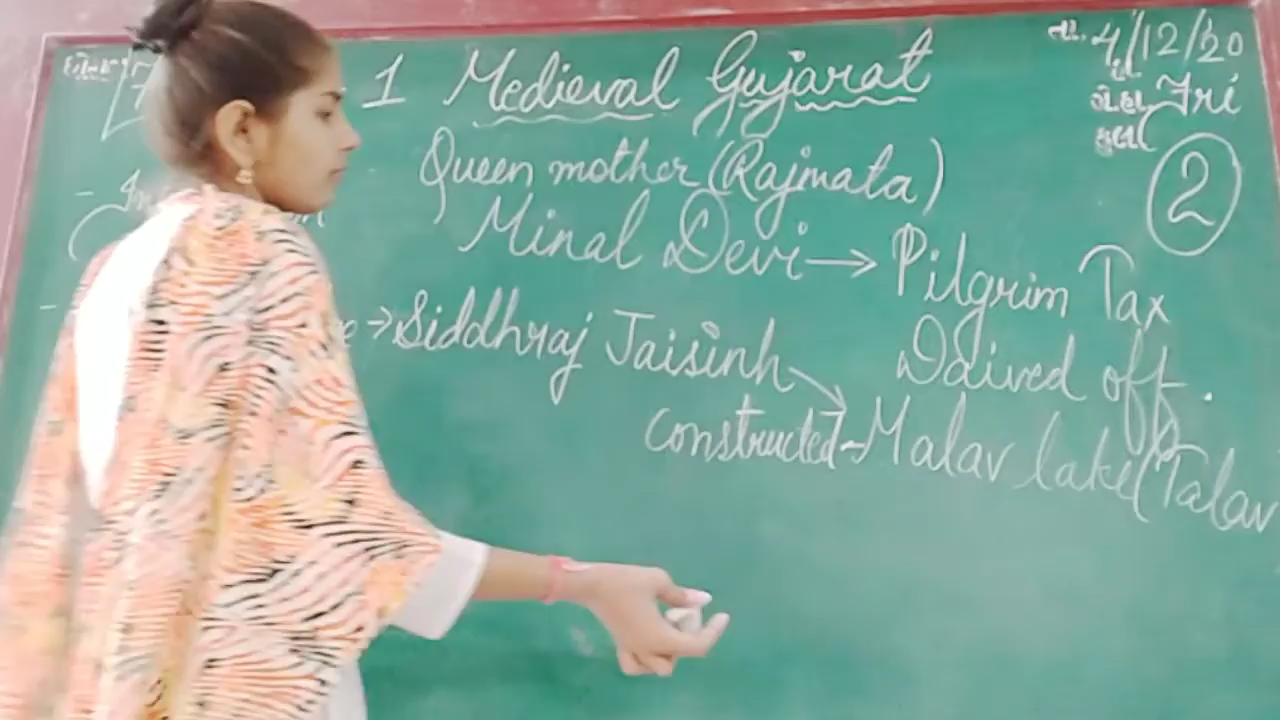 1 Medieval Gujarat
તા. 4/12/20
Fri
2
Queen mother (Rajmata)
Minal Devi → Pilgrim Tax
Daived off.
→ Siddhraj Jaisinh
constructed - Malav lake (Talav